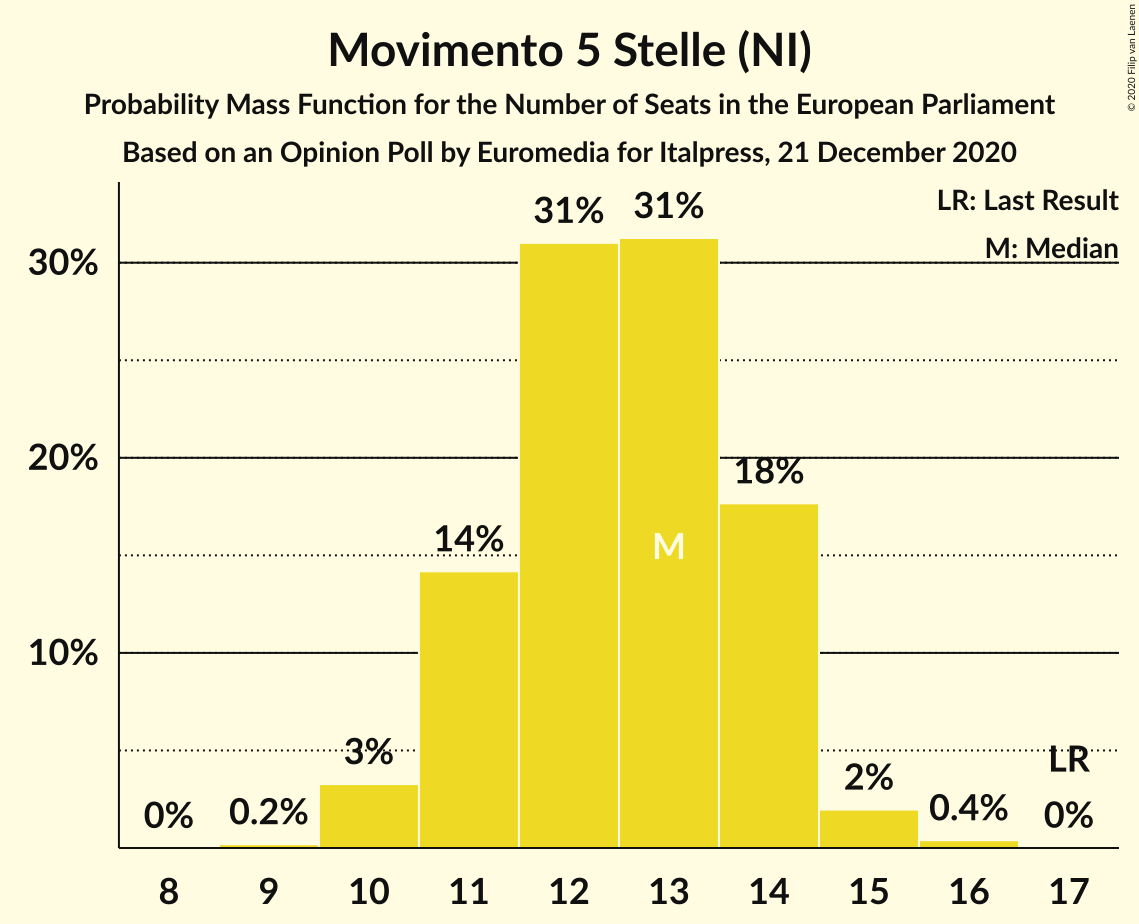 Movimento 5 Stelle (NI)
Probability Mass Function for the Number of Seats in the European Parliament
Based on an Opinion Poll by Euromedia for Italpress, 21 December 2020
© 2020 Filip van Laenen
LR: Last Result
M: Median
30%
20%
10%
0%
0.2%
3%
14%
31%
31%
M
18%
2%
0.4%
LR
0%
8 9 10 11 12 13 14 15 16 17